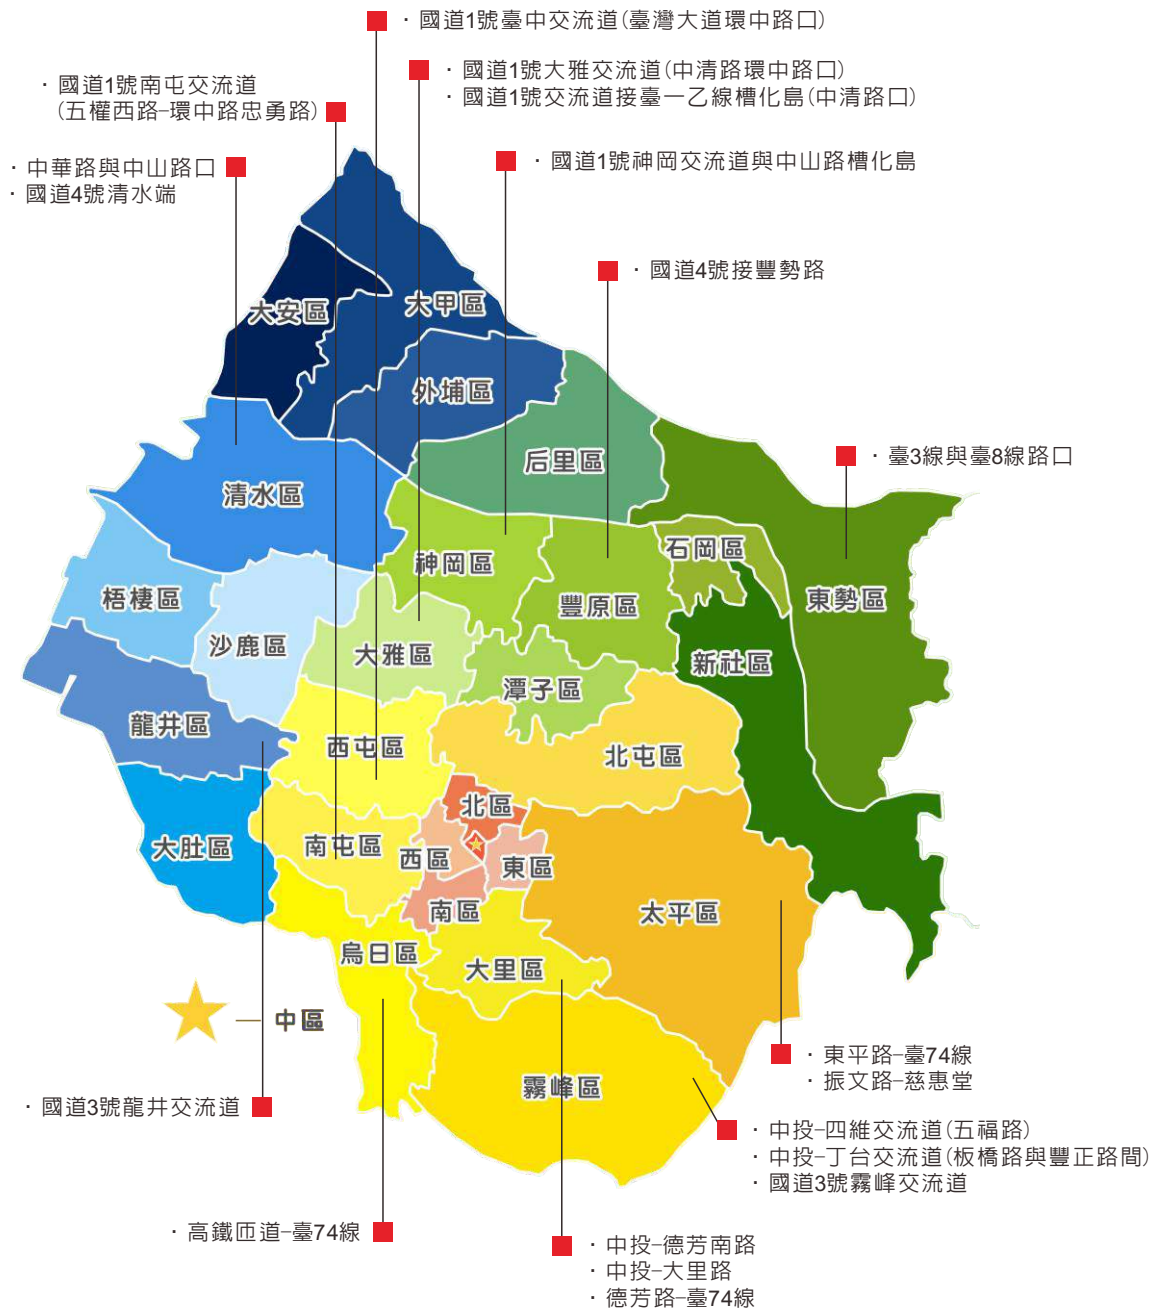 · 國道1號臺中交流道(臺灣大道環中路口)
· 國道1號大雅交流道(中清路環中路口)
· 國道1號交流道接臺一乙線槽化島(中清路口)
· 國道1號南屯交流道
(五權西路-環中路忠勇路)
· 中華路與中山路口
· 國道4號清水端
· 國道1號神岡交流道與中山路槽化島
· 國道4號接豐勢路
大安區
大甲區
外埔區
后里區
· 臺3線與臺8線路口
清水區
神岡區
石岡區
梧棲區
豐原區
東勢區
沙鹿區
大雅區
新社區
潭子區
龍井區
西屯區
北屯區
北區
大肚區
南屯區
西區
東區
南區
太平區
烏日區
大里區
中區
· 東平路-臺74線
· 振文路-慈惠堂
霧峰區
· 國道3號龍井交流道
· 中投-四維交流道(五福路)
· 中投-丁台交流道(板橋路與豐正路間)
· 國道3號霧峰交流道
· 高鐵匝道-臺74線
· 中投-德芳南路
· 中投-大里路
· 德芳路-臺74線